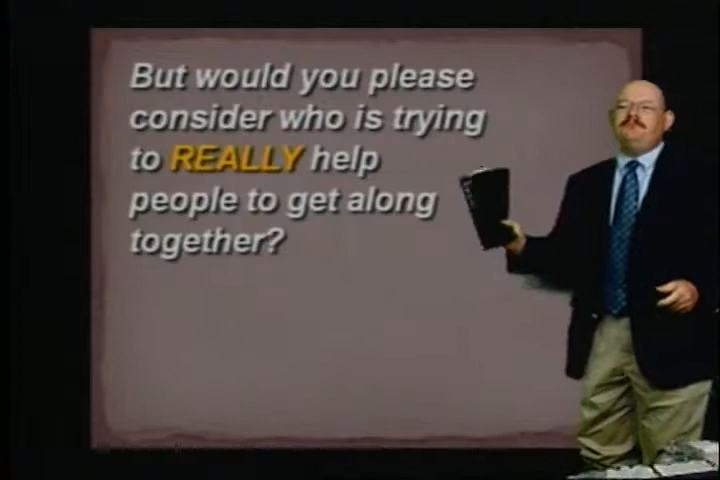 But would you please
consider who is trying
to REALLY help
people to get along
together?